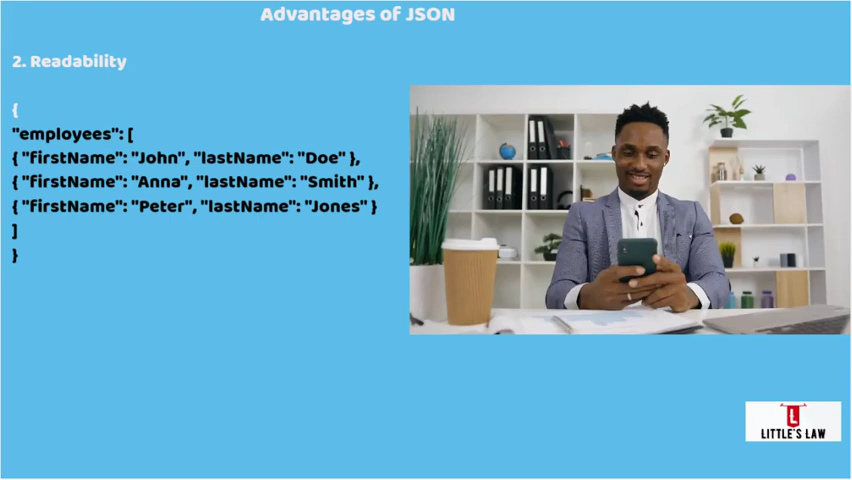 Advantages of JSON
2. Readability
{
"employees": [
{ "firstName": "John", "lastName": "Doe" },
{ "firstName": "Anna", "lastName": "Smith" },
{ "firstName": "Peter", "lastName": "Jones" }
]
}
L
LITTLE'S LAW